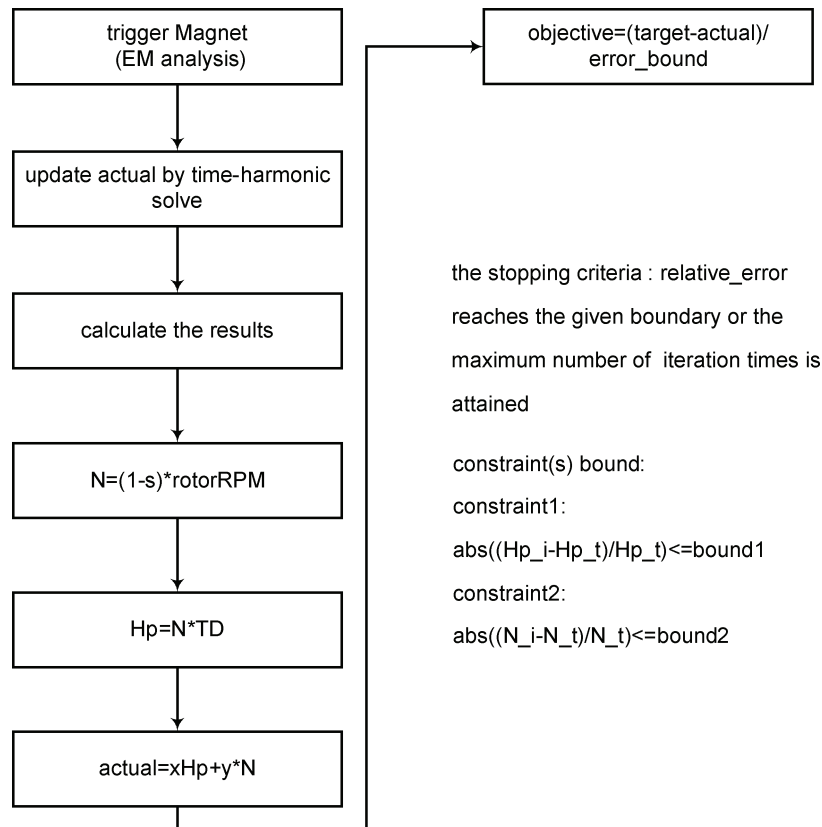 trigger Magnet
(EM analysis)
update actual by time-harmonic
solve
calculate the results
N=(1-s)*rotorRPM
Hp=N*TD
actual=xHp+y*N
objective=(target-actual)/
error_bound
the stopping criteria : relative_error
reaches the given boundary or the
maximum number of iteration times is
attained
constraint(s) bound:
constraint1:
abs((Hp_i-Hp_t)/Hp_t)<=bound1
constraint2:
abs((N_i-N_t)/N_t)<=bound2